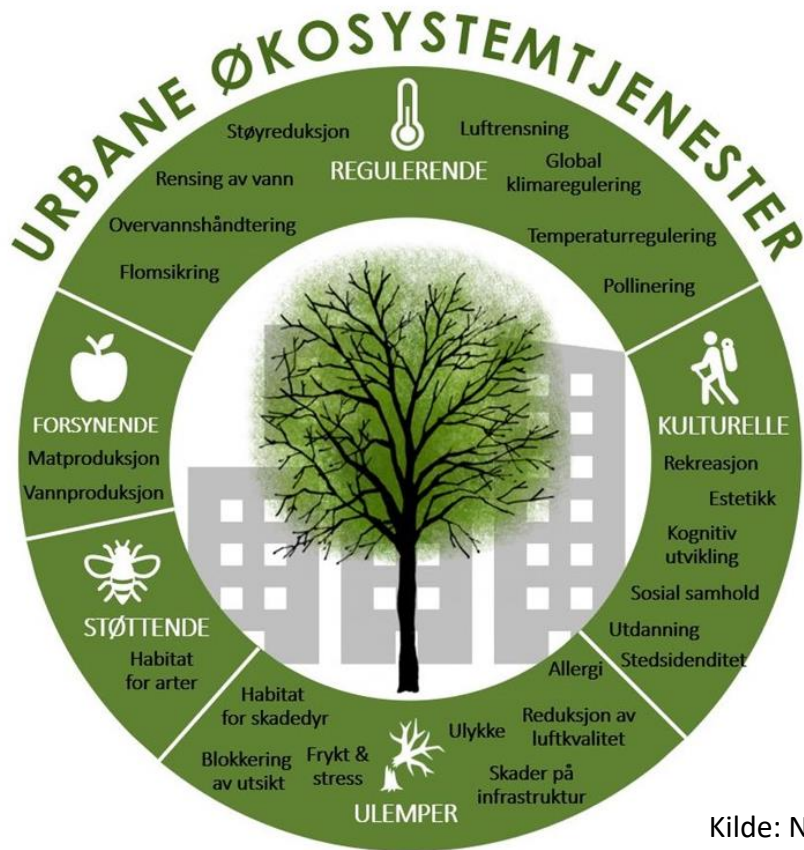 URBANE ØKOSYSTEMTJENESTER
REGULERENDE
Støyreduksjon
Rensing av vann
Overvannshåndtering
Flomsikring
Luftrensning
Global
klimaregulering
Temperaturregulering
Pollinering
KULTURELLE
Rekreasjon
Estetikk
Kognitiv
utvikling
Sosial samhold
Utdanning
Stedsidenditet
ULEMPER
Allergi
Reduksjon av
luftkvalitet
Ulykke
Skader på
infrastruktur
Habitat
for skadedyr
Frykt &
stress
Blokkering
av utsikt
STØTTENDE
Habitat
for arter
FORSYNENDE
Matproduksjon
Vannproduksjon
Kilde: N